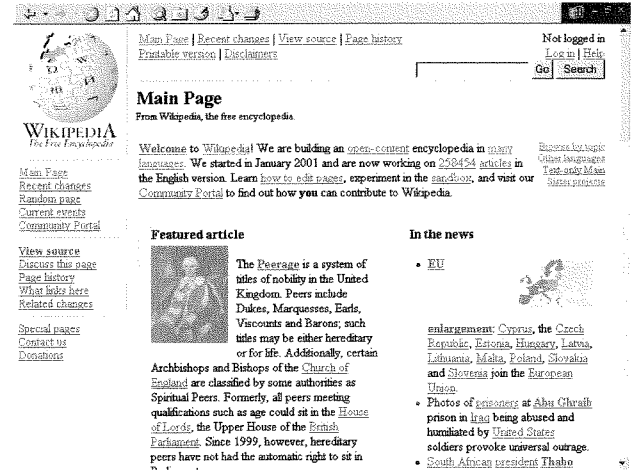 Main Page | Recent changes | View source | Page history
Printable version | Disclaimers
Not logged in
Log in | Help
Go Search
WIKIPEDIA
The Free Encyclopedia
Main Page
Recent changes
Random page
Current events
Community Portal
View source
Discuss this page
Page history
What links here
Related changes
Special pages
Contact us
Donations
Main Page
From Wikipedia, the free encyclopedia.
Welcome to Wikipedia! We are building an open-content encyclopedia in many
languages. We started in January 2001 and are now working on 258454 articles in
the English version. Learn how to edit pages, experiment in the sandbox, and visit our
Community Portal to find out how you can contribute to Wikipedia.
Browse by topic
Other languages
Text-only Main
Sister projects
Featured article
The Peerage is a system of
titles of nobility in the United
Kingdom. Peers include
Dukes, Marquesses, Earls,
Viscounts and Barons; such
titles may be either hereditary
or for life. Additionally, certain
Archbishops and Bishops of the Church of
England are classified by some authorities as
Spiritual Peers. Formerly, all peers meeting
qualifications such as age could sit in the House
of Lords, the Upper House of the British
Parliament. Since 1999, however, hereditary
peers have not had the automatic right to sit in
In the news
EU
enlargement: Cyprus, the Czech
Republic, Estonia, Hungary, Latvia,
Lithuania, Malta, Poland, Slovakia
and Slovenia join the European
Union.
Photos of prisoners at Abu Ghraib
prison in Iraq being abused and
humiliated by United States
soldiers provoke universal outrage.
South African president Thabo